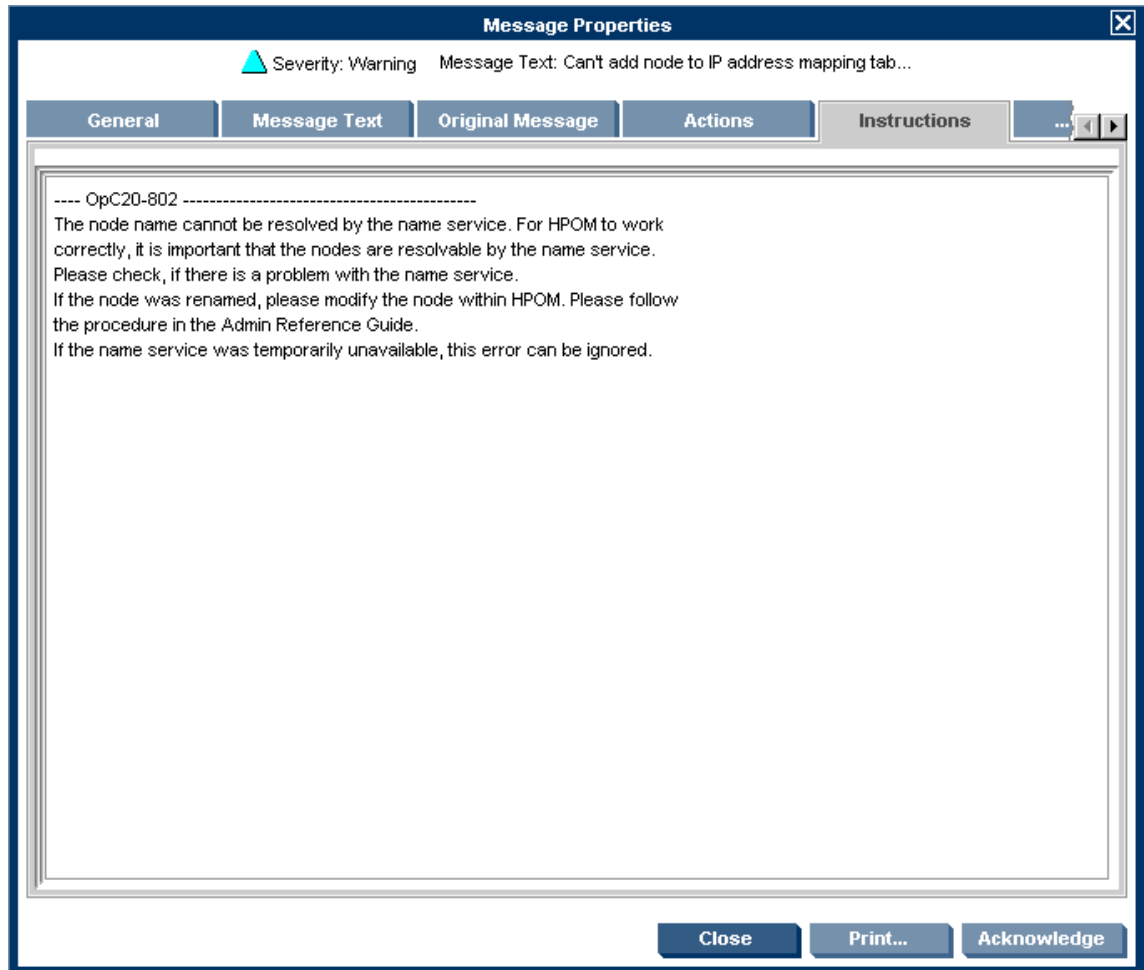 Message Properties
Severity: Warning Message Text: Can't add node to IP address mapping tab...
General Message Text Original Message Actions Instructions ...
---- OpC20-802 --------------------------------------------
The node name cannot be resolved by the name service. For HPOM to work
correctly, it is important that the nodes are resolvable by the name service.
Please check, if there is a problem with the name service.
If the node was renamed, please modify the node within HPOM. Please follow
the procedure in the Admin Reference Guide.
If the name service was temporarily unavailable, this error can be ignored.
Close Print... Acknowledge